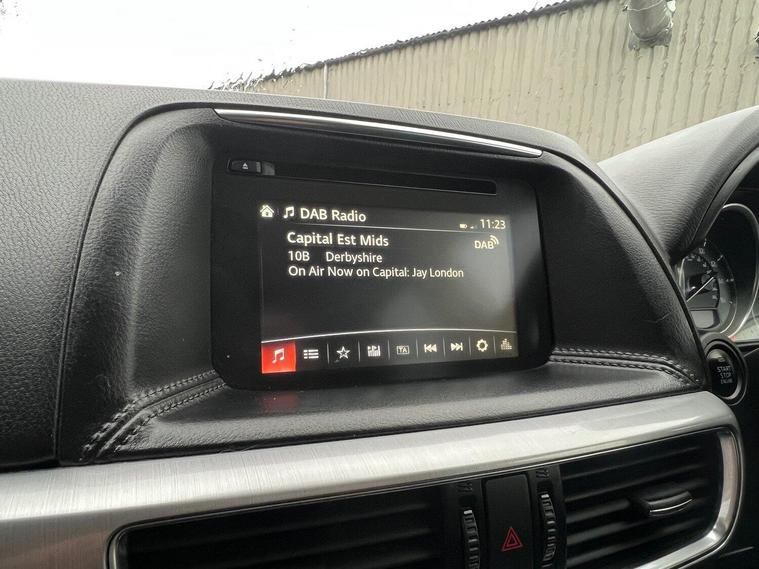 DAB Radio 11:23
Capital Est Mids DAB
10B Derbyshire
On Air Now on Capital: Jay London
TA
START
STOP
ENGINE